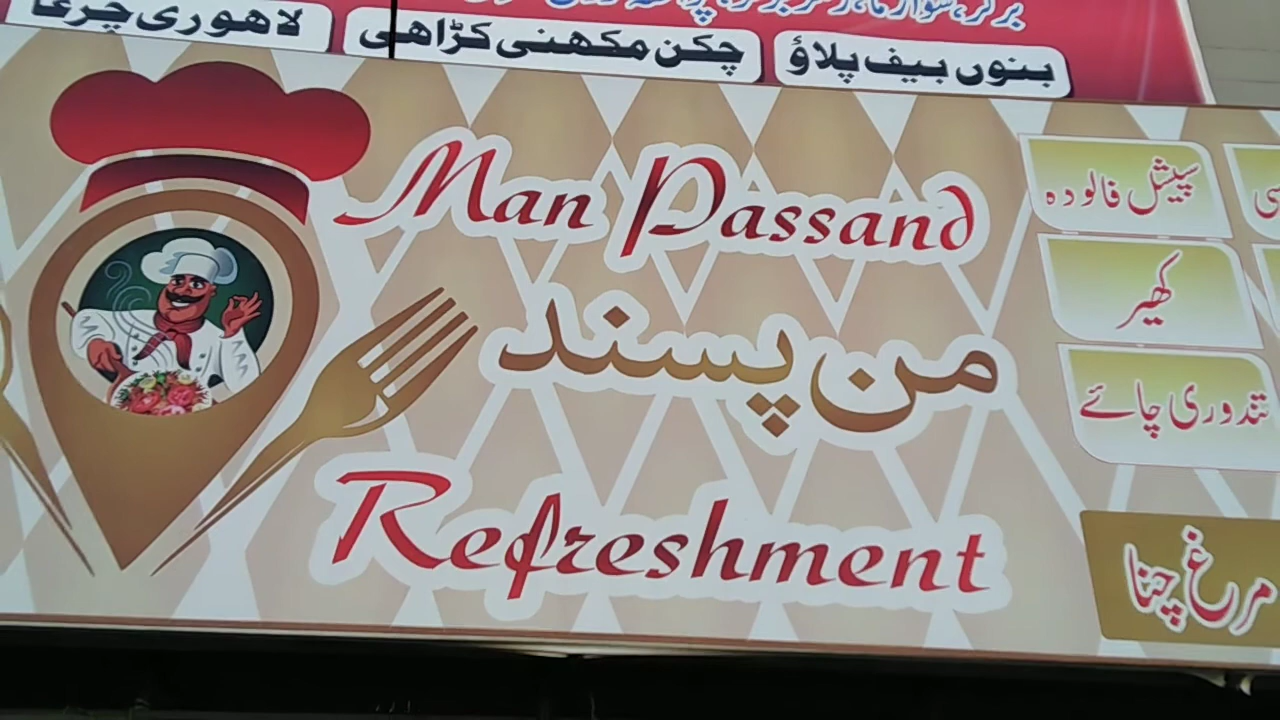 لاھوری چرغا
چکن مکھنی کڑاھی
بنوں بیف پلاؤ
Man Passand
من پسند
Refreshment
سپیشل فالودہ
کھیر
تندوری چائے
مرغ چنا